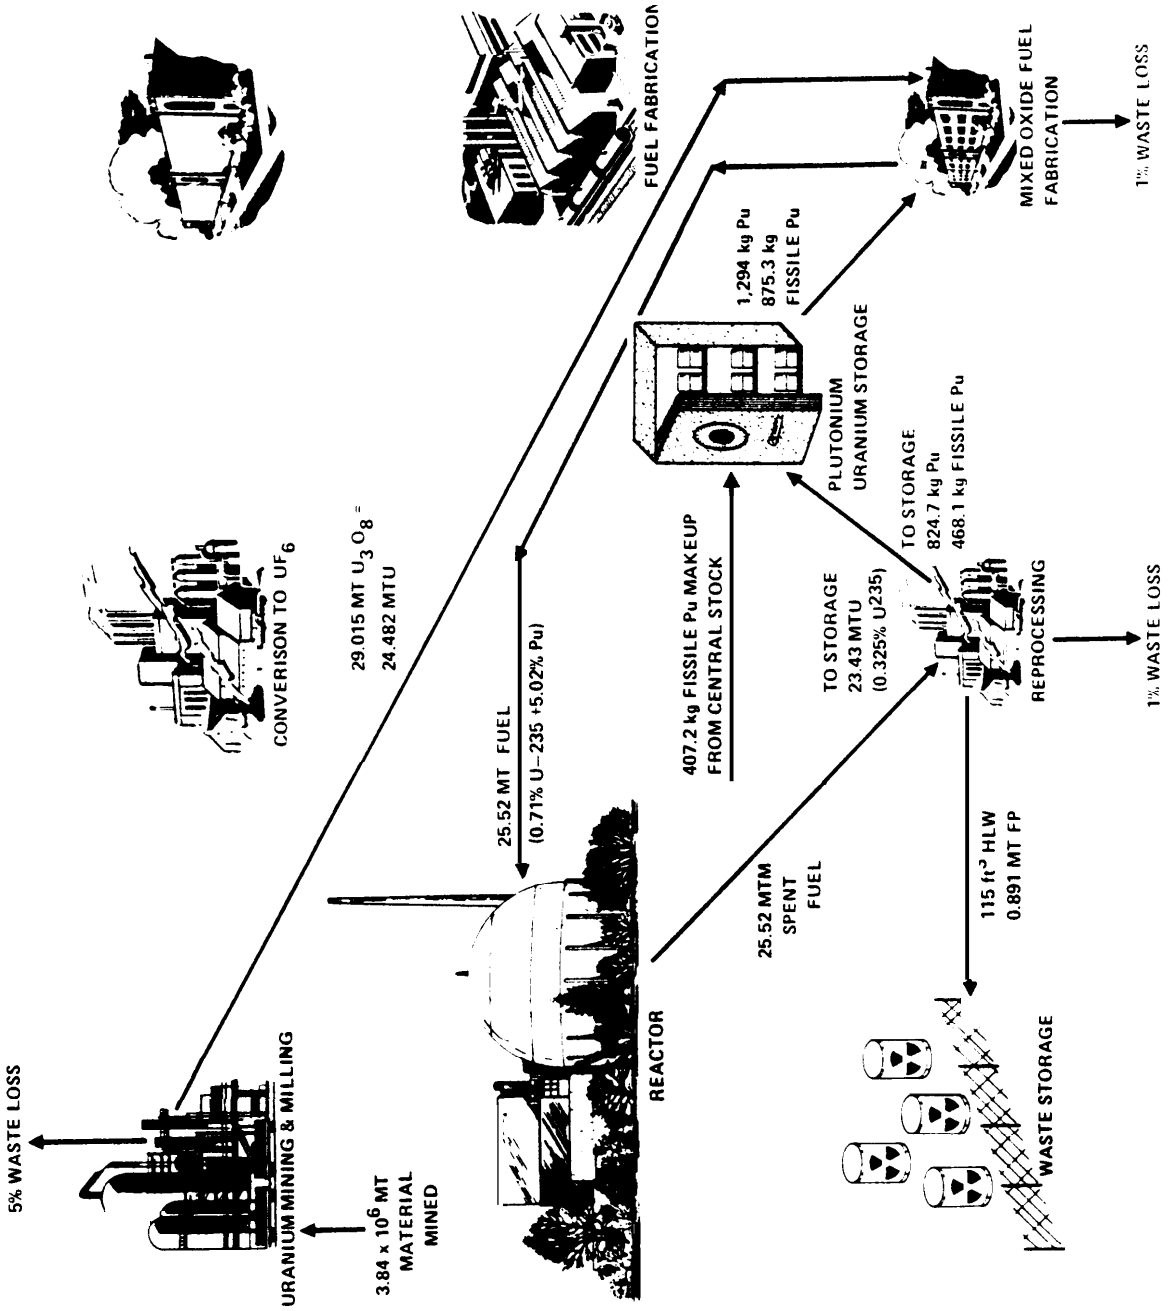 5% WASTE LOSS
URANIUM MINING & MILLING
3.84 x 10⁶ MT
MATERIAL
MINED
CONVERISON TO UF₆
29.015 MT U₃O₈ =
24.482 MTU
FUEL FABRICATION
25.52 MT FUEL
(0.71% U-235 +5.02% Pu)
REACTOR
407.2 kg FISSILE Pu MAKEUP
FROM CENTRAL STOCK
1,294 kg Pu
875.3 kg
FISSILE Pu
PLUTONIUM
URANIUM STORAGE
MIXED OXIDE FUEL
FABRICATION
1% WASTE LOSS
25.52 MTM
SPENT
FUEL
TO STORAGE
23.43 MTU
(0.325% U²³⁵)
TO STORAGE
824.7 kg Pu
468.1 kg FISSILE Pu
REPROCESSING
1% WASTE LOSS
115 ft³ HLW
0.891 MT FP
WASTE STORAGE